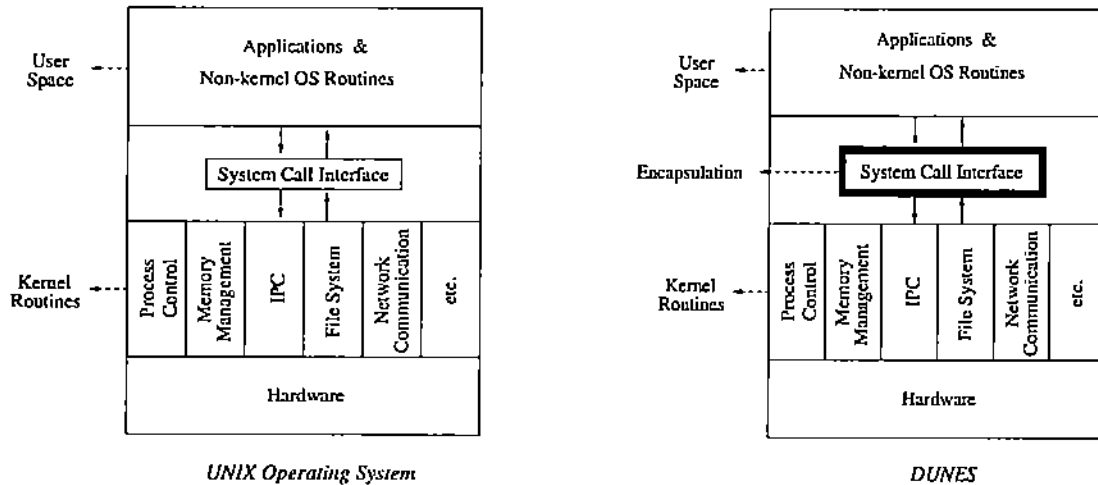 Applications &
Non-kernel OS Routines
User
Space
System Call Interface
Kernel
Routines
Process
Control
Memory
Management
IPC
File System
Network
Communication
etc.
Hardware
UNIX Operating System
Applications &
Non-kernel OS Routines
User
Space
Encapsulation
System Call Interface
Kernel
Routines
Process
Control
Memory
Management
IPC
File System
Network
Communication
etc.
Hardware
DUNES